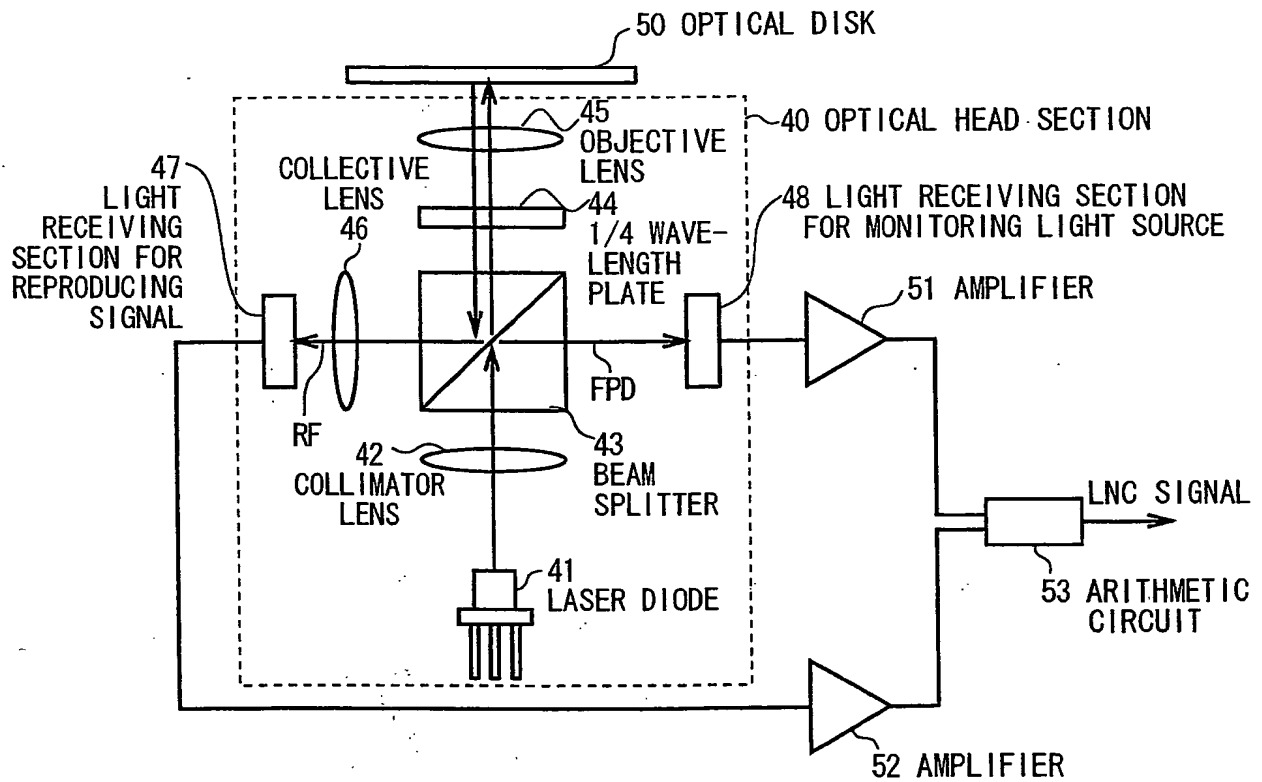 50 OPTICAL DISK
45
OBJECTIVE
LENS
40 OPTICAL HEAD SECTION
47
LIGHT
RECEIVING
SECTION FOR
REPRODUCING
SIGNAL
COLLECTIVE
LENS
46
44
1/4 WAVE-
LENGTH
PLATE
48 LIGHT RECEIVING SECTION
FOR MONITORING LIGHT SOURCE
51 AMPLIFIER
RF
FPD
42
COLLIMATOR
LENS
43
BEAM
SPLITTER
LNC SIGNAL
41
LASER DIODE
53 ARITHMETIC
CIRCUIT
52 AMPLIFIER